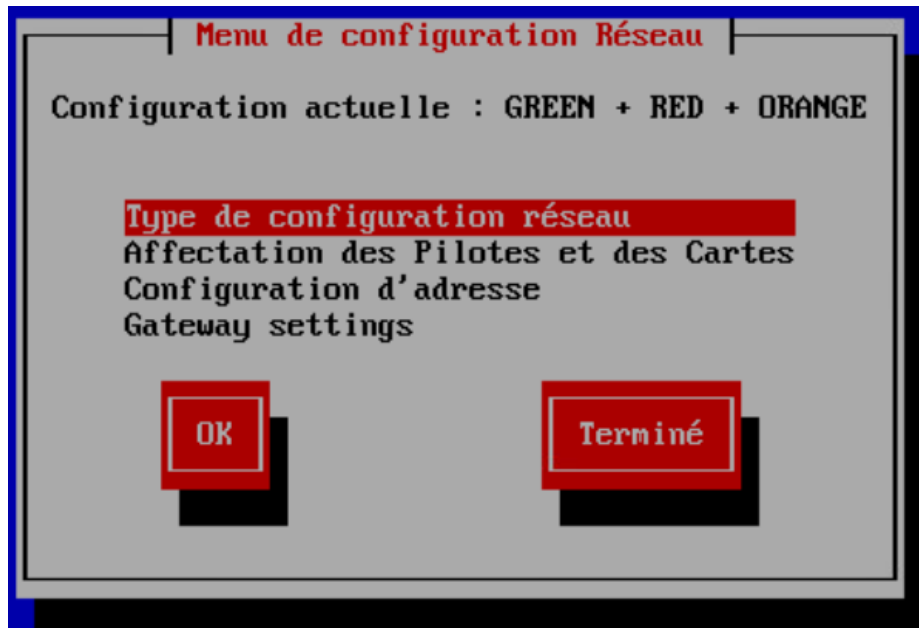 Menu de configuration Réseau
Configuration actuelle : GREEN + RED + ORANGE
Type de configuration réseau
Affectation des Pilotes et des Cartes
Configuration d'adresse
Gateway settings
OK
Terminé